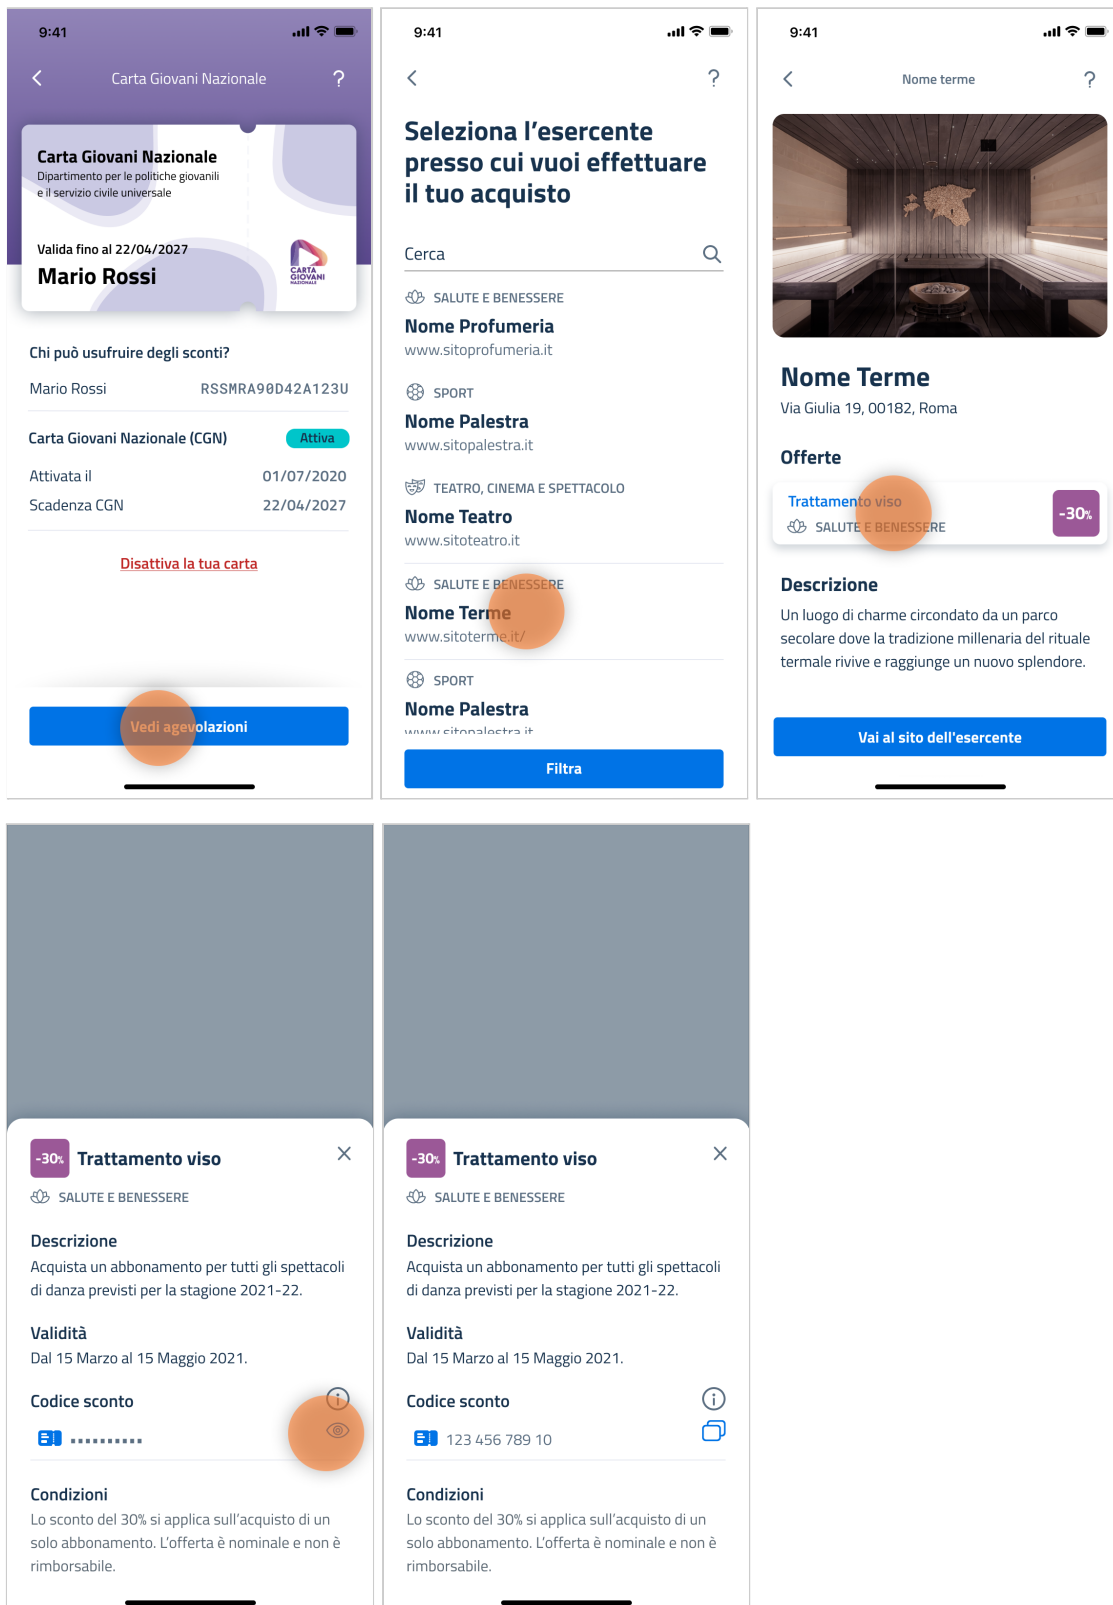 9:41
Carta Giovani Nazionale
?
Carta Giovani Nazionale
Dipartimento per le politiche giovanili
e il servizio civile universale
Valida fino al 22/04/2027
Mario Rossi
CARTA
GIOVANI
NAZIONALE
Chi può usufruire degli sconti?
Mario Rossi RSSMRA90D42A123U
Carta Giovani Nazionale (CGN) Attiva
Attivata il 01/07/2020
Scadenza CGN 22/04/2027
Disattiva la tua carta
Vedi agevolazioni
9:41
?
Seleziona l'esercente
presso cui vuoi effettuare
il tuo acquisto
Cerca
SALUTE E BENESSERE
Nome Profumeria
www.sitoprofumeria.it
SPORT
Nome Palestra
www.sitopalestra.it
TEATRO, CINEMA E SPETTACOLO
Nome Teatro
www.sitoteatro.it
SALUTE E BENESSERE
Nome Terme
www.sitoterme.it/
SPORT
Nome Palestra
www.sitopalestra.it
Filtra
9:41
Nome terme
?
Nome Terme
Via Giulia 19, 00182, Roma
Offerte
Trattamento viso
SALUTE E BENESSERE
-30%
Descrizione
Un luogo di charme circondato da un parco
secolare dove la tradizione millenaria del rituale
termale rivive e raggiunge un nuovo splendore.
Vai al sito dell'esercente
-30% Trattamento viso
SALUTE E BENESSERE
Descrizione
Acquista un abbonamento per tutti gli spettacoli
di danza previsti per la stagione 2021-22.
Validità
Dal 15 Marzo al 15 Maggio 2021.
Codice sconto
Condizioni
Lo sconto del 30% si applica sull'acquisto di un
solo abbonamento. L'offerta è nominale e non è
rimborsabile.
-30% Trattamento viso
SALUTE E BENESSERE
Descrizione
Acquista un abbonamento per tutti gli spettacoli
di danza previsti per la stagione 2021-22.
Validità
Dal 15 Marzo al 15 Maggio 2021.
Codice sconto
123 456 789 10
Condizioni
Lo sconto del 30% si applica sull'acquisto di un
solo abbonamento. L'offerta è nominale e non è
rimborsabile.